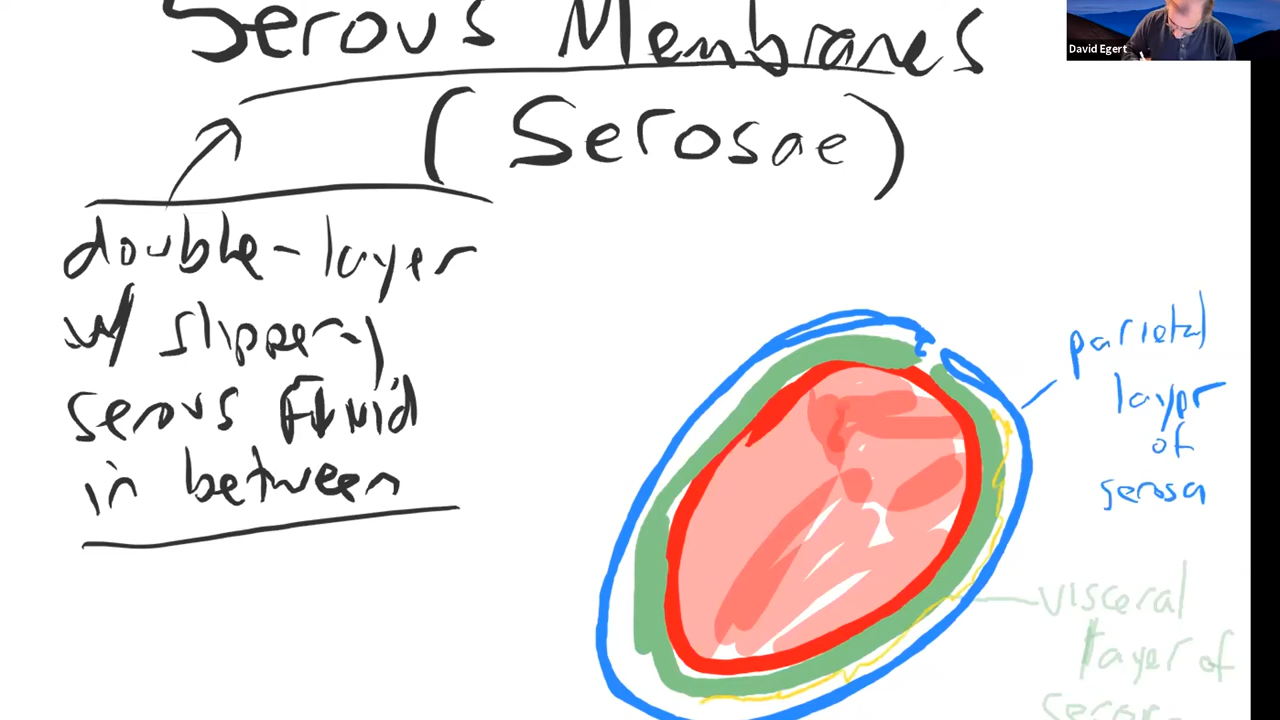 Serous Membranes
(Serosae)
David Egert
double-layer
w/ slippery
serous Fluid
in between
parietal
layer
of
serosa
visceral
layer of